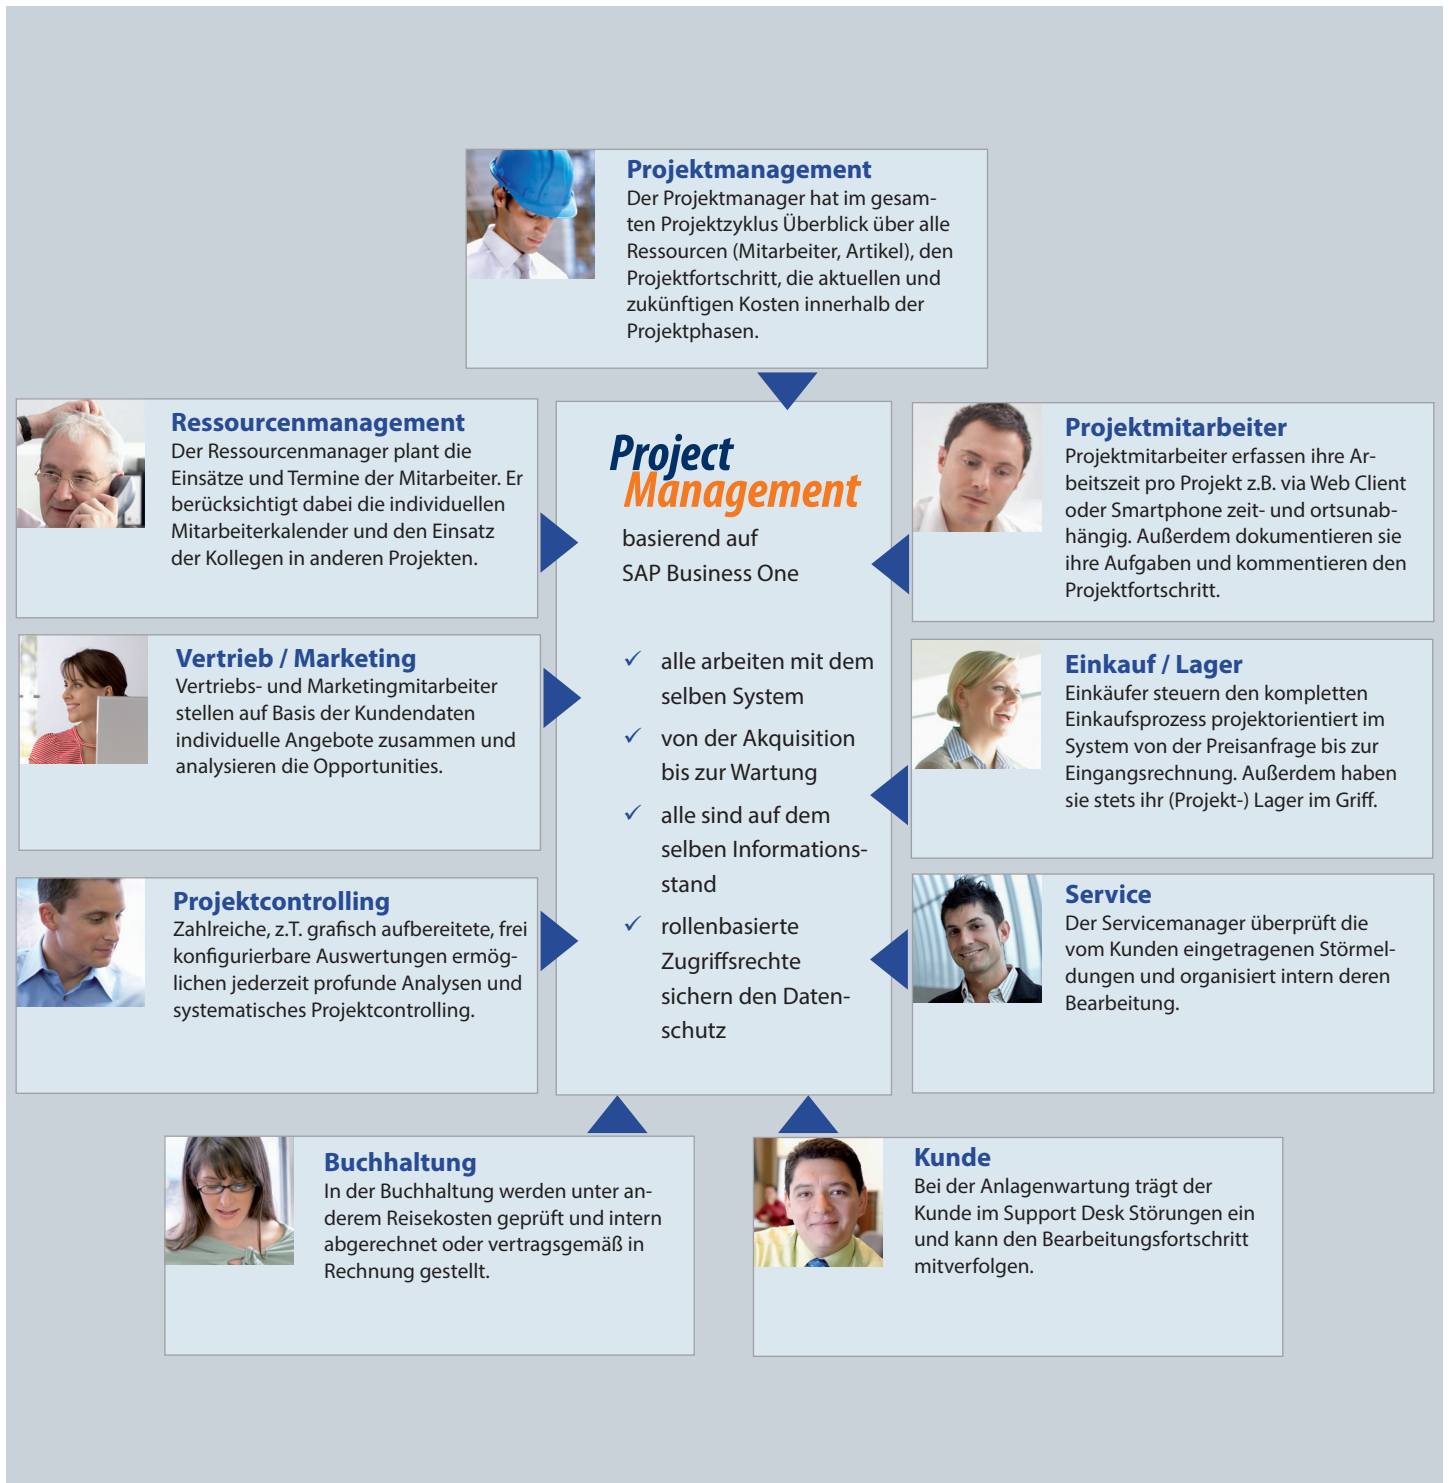 Projektmanagement
Der Projektmanager hat im gesam-
ten Projektzyklus Überblick über alle
Ressourcen (Mitarbeiter, Artikel), den
Projektfortschritt, die aktuellen und
zukünftigen Kosten innerhalb der
Projektphasen.
Ressourcenmanagement
Der Ressourcenmanager plant die
Einsätze und Termine der Mitarbeiter. Er
berücksichtigt dabei die individuellen
Mitarbeiterkalender und den Einsatz
der Kollegen in anderen Projekten.
Vertrieb / Marketing
Vertriebs- und Marketingmitarbeiter
stellen auf Basis der Kundendaten
individuelle Angebote zusammen und
analysieren die Opportunities.
Projektcontrolling
Zahlreiche, z.T. grafisch aufbereitete, frei
konfigurierbare Auswertungen ermög-
lichen jederzeit profunde Analysen und
systematisches Projektcontrolling.
Project
Management
basierend auf
SAP Business One
✓ alle arbeiten mit dem
selben System
✓ von der Akquisition
bis zur Wartung
✓ alle sind auf dem
selben Informations-
stand
✓ rollenbasierte
Zugriffsrechte
sichern den Daten-
schutz
Projektmitarbeiter
Projektmitarbeiter erfassen ihre Ar-
beitszeit pro Projekt z.B. via Web Client
oder Smartphone zeit- und ortsunab-
hängig. Außerdem dokumentieren sie
ihre Aufgaben und kommentieren den
Projektfortschritt.
Einkauf / Lager
Einkäufer steuern den kompletten
Einkaufsprozess projektorientiert im
System von der Preisanfrage bis zur
Eingangsrechnung. Außerdem haben
sie stets ihr (Projekt-) Lager im Griff.
Service
Der Servicemanager überprüft die
vom Kunden eingetragenen Störmel-
dungen und organisiert intern deren
Bearbeitung.
Buchhaltung
In der Buchhaltung werden unter an-
derem Reisekosten geprüft und intern
abgerechnet oder vertragsgemäß in
Rechnung gestellt.
Kunde
Bei der Anlagenwartung trägt der
Kunde im Support Desk Störungen ein
und kann den Bearbeitungsfortschritt
mitverfolgen.